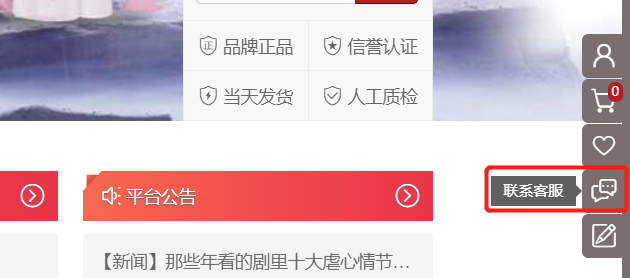 正 品牌正品
信誉认证
当天发货
人工质检
0
平台公告
联系客服
【新闻】那些年看的剧里十大虐心情节…